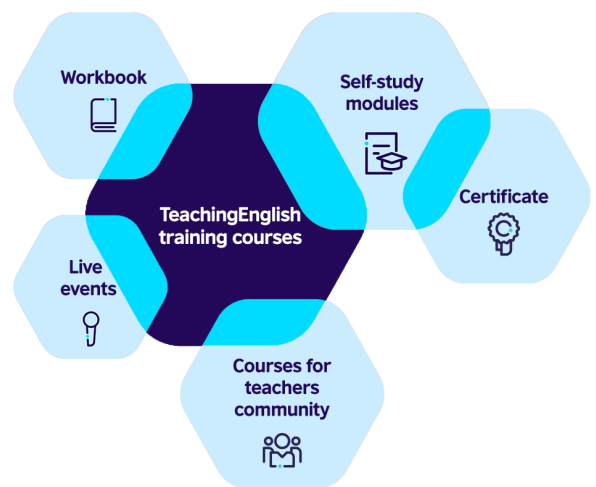 Workbook
Self-study
modules
Certificate
TeachingEnglish
training courses
Live
events
Courses for
teachers
community